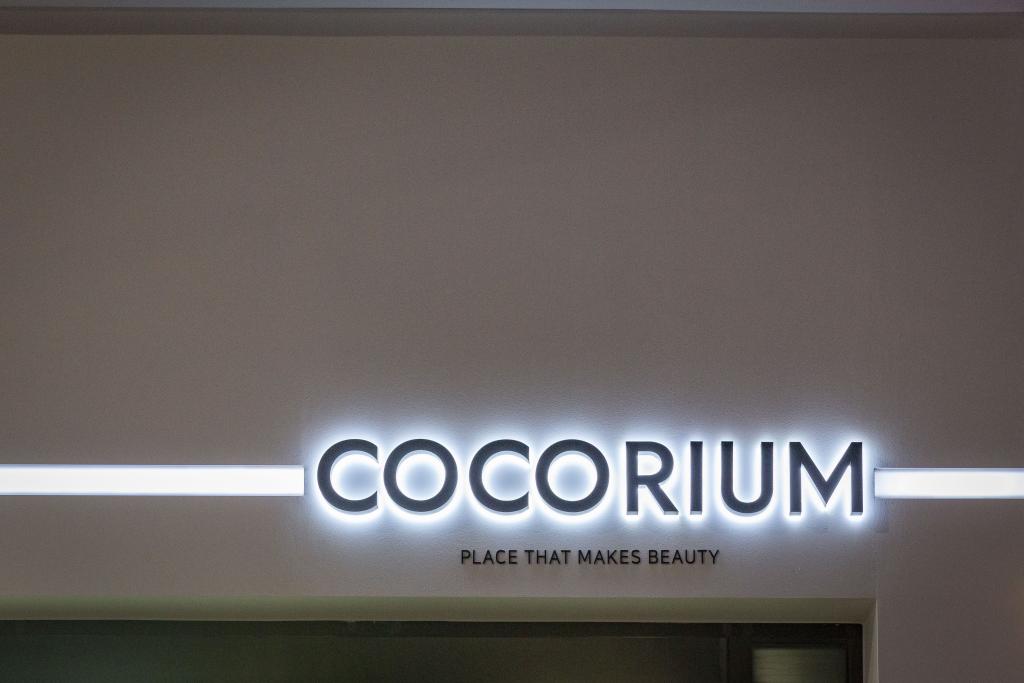 COCORIUM
PLACE THAT MAKES BEAUTY